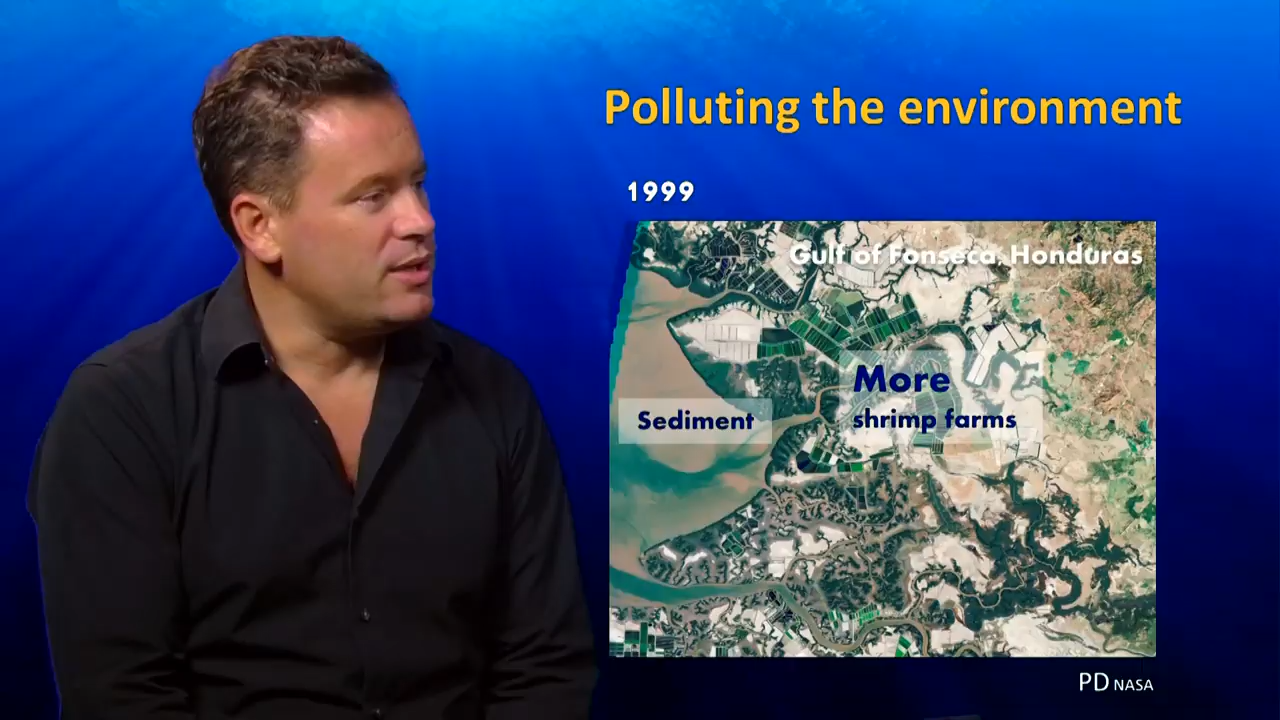 Polluting the environment
1999
Gulf of Fonseca, Honduras
More
shrimp farms
Sediment
PD NASA